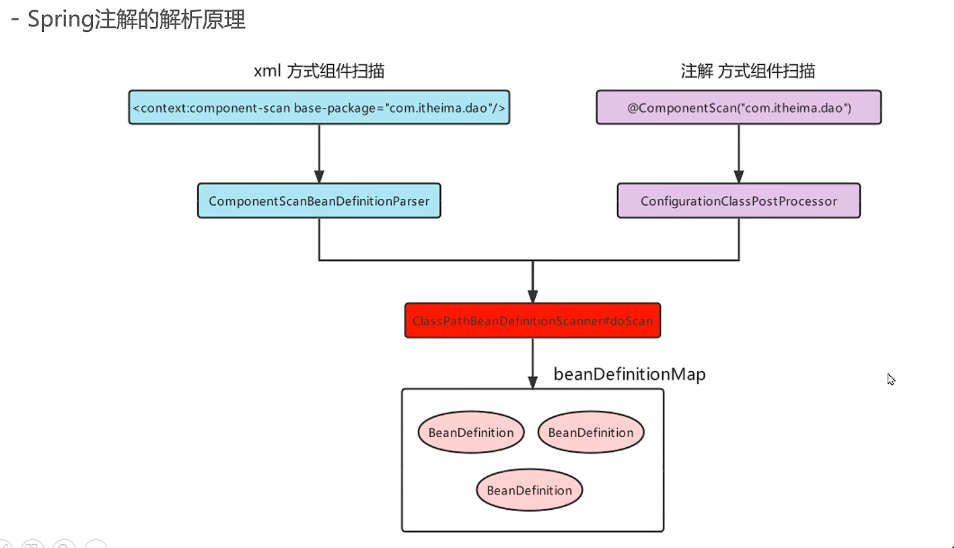 - Spring注解的解析原理
xml 方式组件扫描
注解 方式组件扫描
<context:component-scan base-package="com.itheima.dao"/>
@ComponentScan("com.itheima.dao")
ComponentScanBeanDefinitionParser
ConfigurationClassPostProcessor
ClassPathBeanDefinitionScanner#doScan
beanDefinitionMap
BeanDefinition
BeanDefinition
BeanDefinition